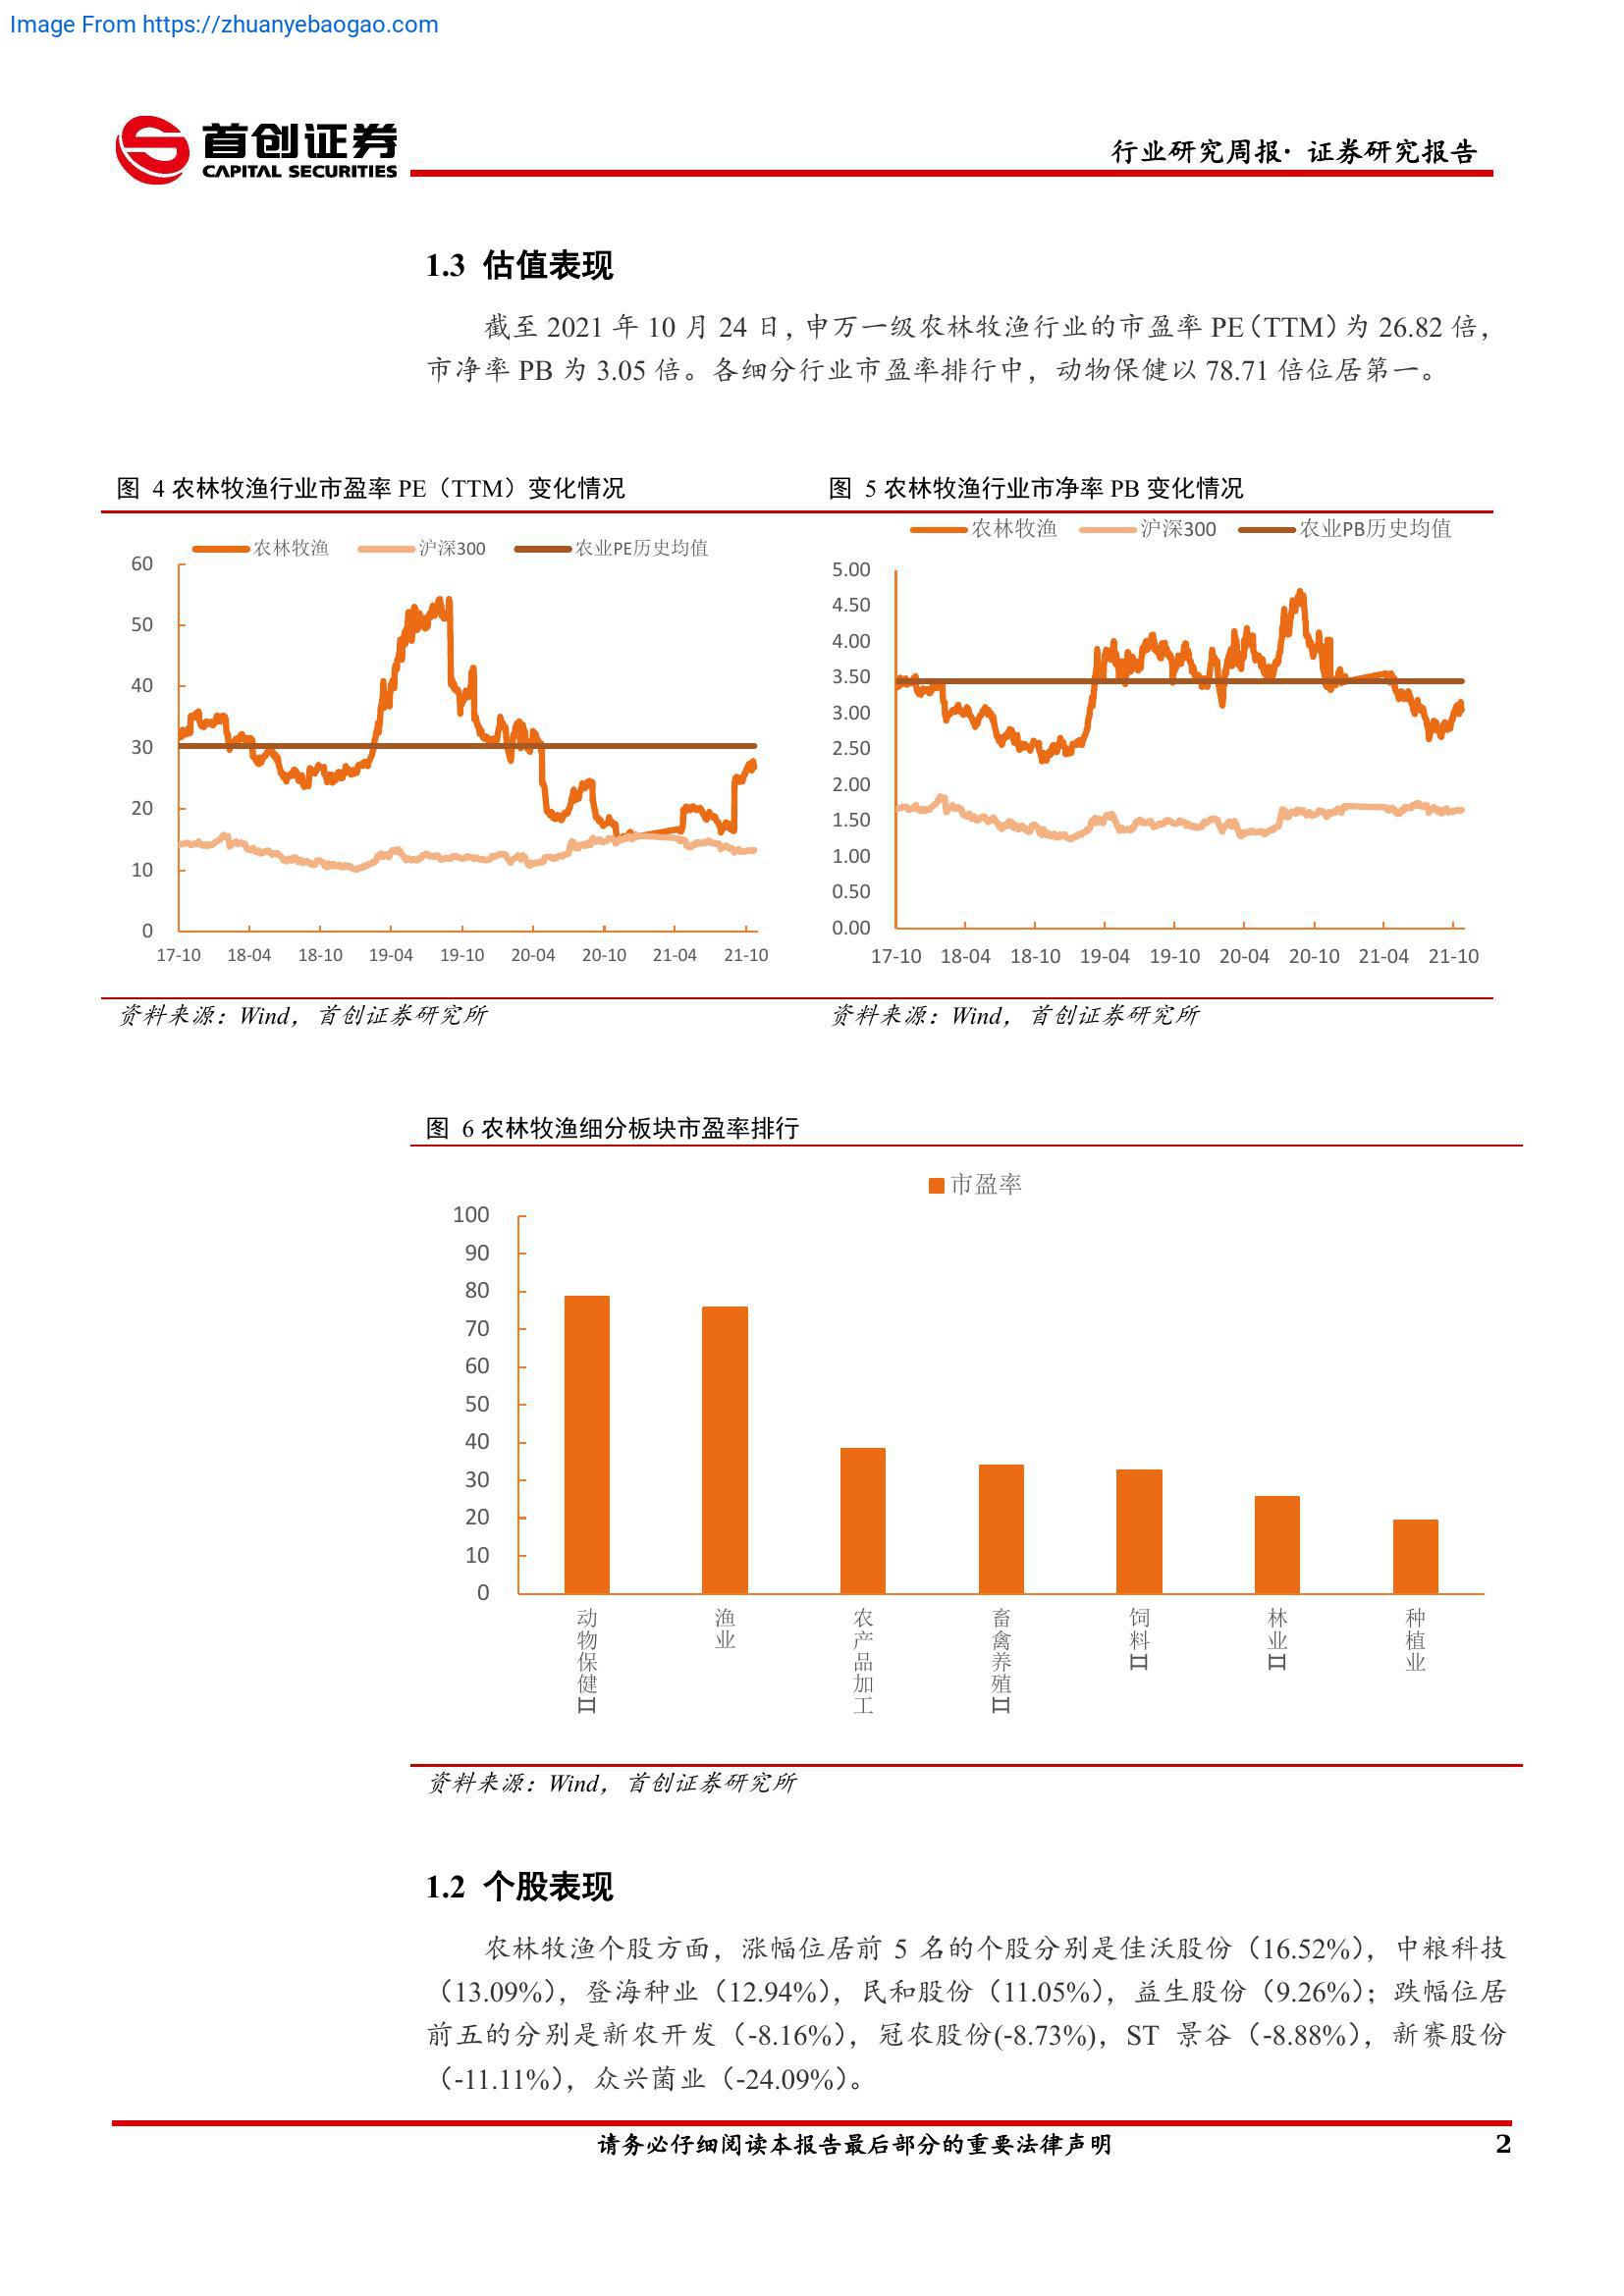 Image From https://zhuanyebaogao.com
首创证券
CAPITAL SECURITIES
行业研究周报· 证券研究报告
1.3 估值表现
截至 2021 年 10 月 24 日，申万一级农林牧渔行业的市盈率 PE（TTM）为 26.82 倍，
市净率 PB 为 3.05 倍。各细分行业市盈率排行中，动物保健以 78.71 倍位居第一。
图 4 农林牧渔行业市盈率 PE（TTM）变化情况
农林牧渔 沪深300 农业PE历史均值
60
50
40
30
20
10
0
17-10 18-04 18-10 19-04 19-10 20-04 20-10 21-04 21-10
资料来源：Wind，首创证券研究所
图 5 农林牧渔行业市净率 PB 变化情况
农林牧渔 沪深300 农业PB历史均值
5.00
4.50
4.00
3.50
3.00
2.50
2.00
1.50
1.00
0.50
0.00
17-10 18-04 18-10 19-04 19-10 20-04 20-10 21-04 21-10
资料来源：Wind，首创证券研究所
图 6 农林牧渔细分板块市盈率排行
市盈率
100
90
80
70
60
50
40
30
20
10
0
动物保健Ⅱ
渔业
农产品加工
畜禽养殖Ⅱ
饲料Ⅱ
林业Ⅱ
种植业
资料来源：Wind，首创证券研究所
1.2 个股表现
农林牧渔个股方面，涨幅位居前 5 名的个股分别是佳沃股份（16.52%），中粮科技
（13.09%），登海种业（12.94%），民和股份（11.05%），益生股份（9.26%）；跌幅位居
前五的分别是新农开发（-8.16%），冠农股份(-8.73%)，ST 景谷（-8.88%），新赛股份
（-11.11%），众兴菌业（-24.09%）。
请务必仔细阅读本报告最后部分的重要法律声明
2